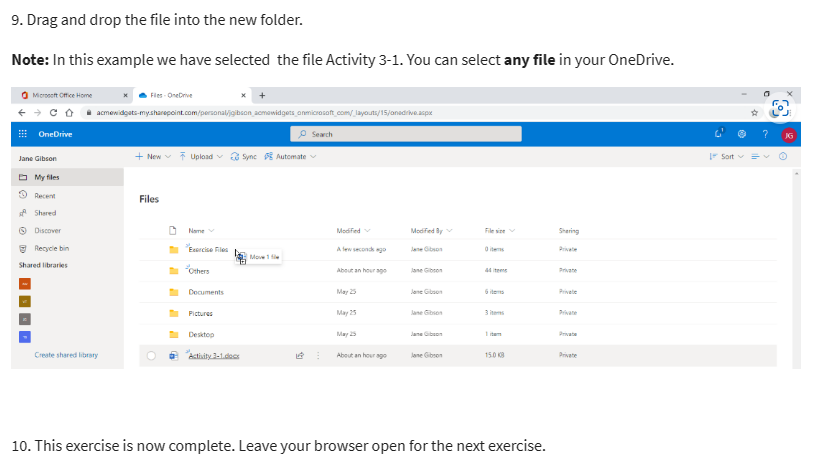 9. Drag and drop the file into the new folder.
Note: In this example we have selected the file Activity 3-1. You can select any file in your OneDrive.
Microsoft Office Home × Files - OneDrive × +
acmewidgets-my.sharepoint.com/personal/jgibson_acmewidgets_onmicrosoft_com/_layouts/15/onedrive.aspx
OneDrive Search ? JG
Jane Gibson + New Upload Sync Automate Sort
My files
Recent
Shared
Discover
Recycle bin
Shared libraries
Create shared library
Files
Name Modified Modified By File size Sharing
Exercise Files A few seconds ago Jane Gibson 0 items Private
Move 1 file
Others About an hour ago Jane Gibson 44 items Private
Documents May 25 Jane Gibson 6 items Private
Pictures May 25 Jane Gibson 3 items Private
Desktop May 25 Jane Gibson 1 item Private
Activity 3-1.docx About an hour ago Jane Gibson 15.0 KB Private
10. This exercise is now complete. Leave your browser open for the next exercise.